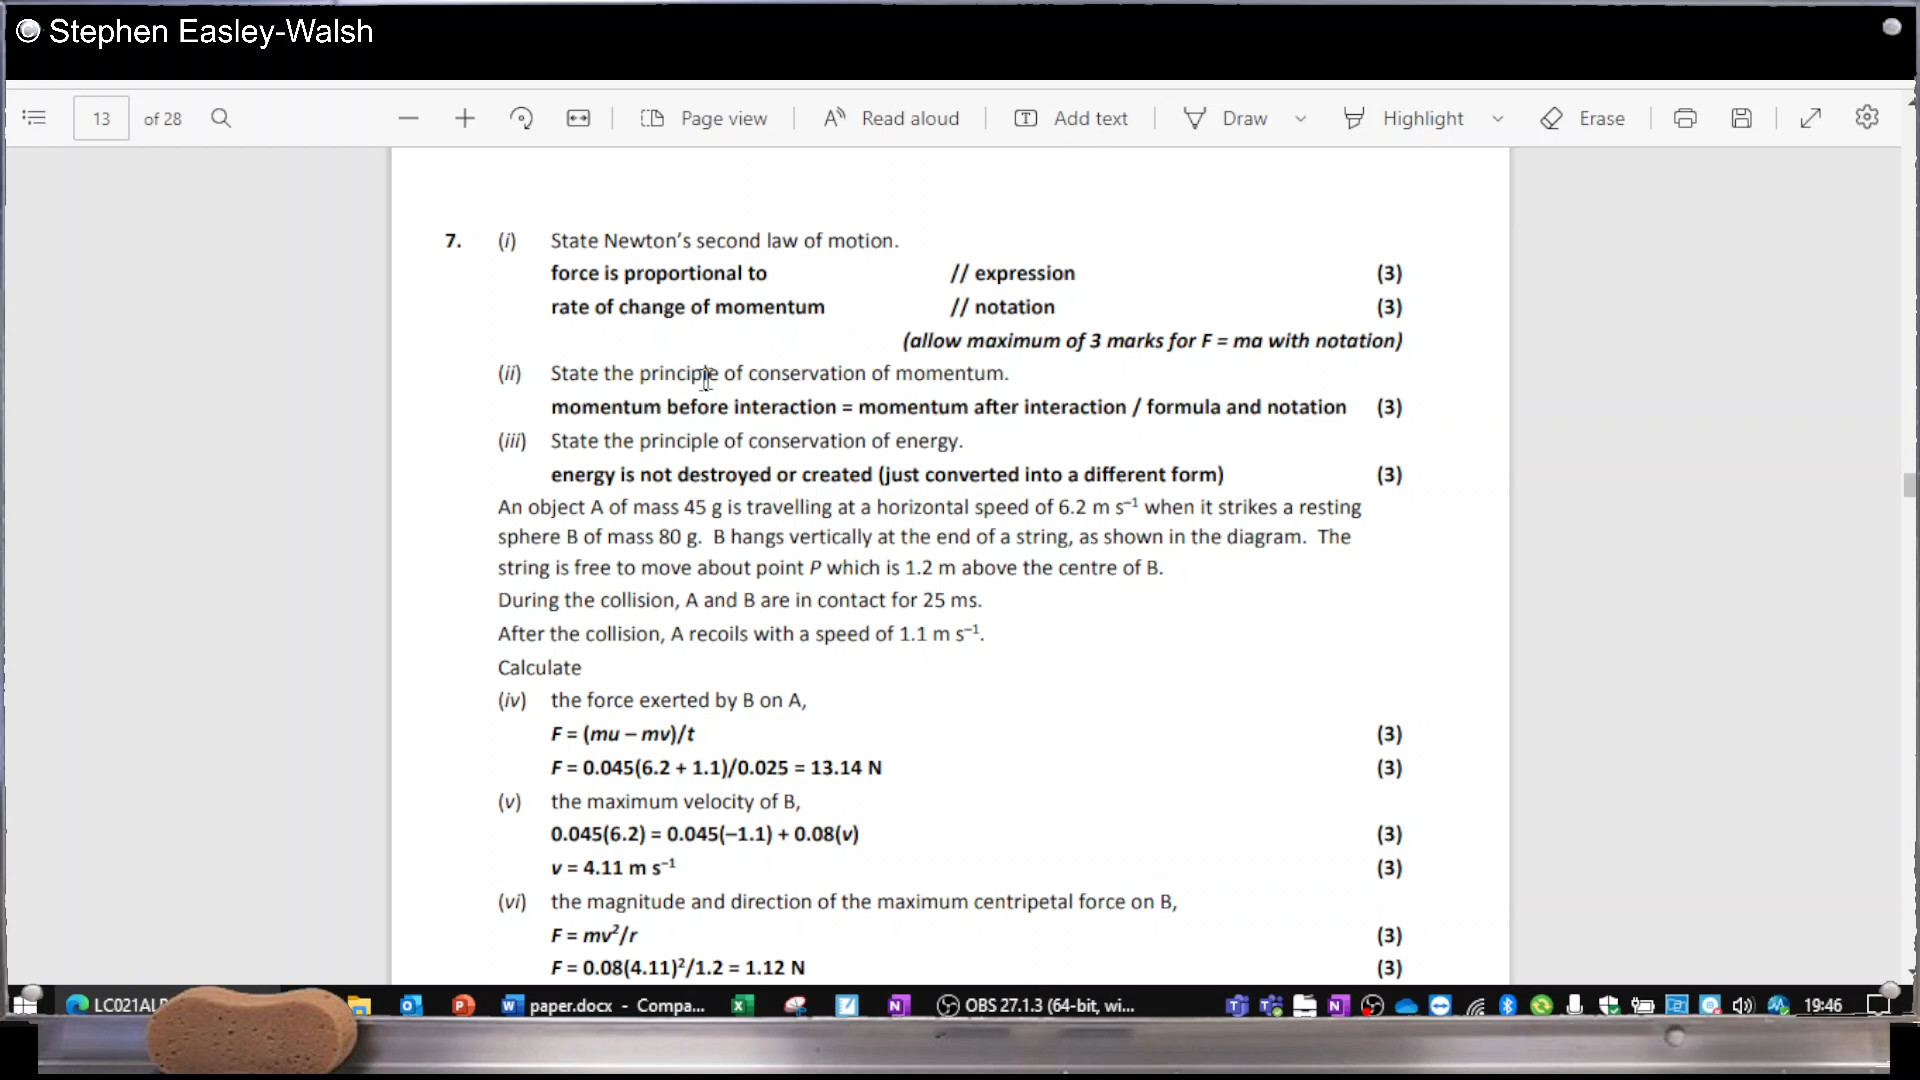 © Stephen Easley-Walsh
13 of 28 Page view Read aloud Add text Draw Highlight Erase
7. (i) State Newton's second law of motion.
force is proportional to // expression (3)
rate of change of momentum // notation (3)
(allow maximum of 3 marks for F = ma with notation)
(ii) State the principle of conservation of momentum.
momentum before interaction = momentum after interaction / formula and notation (3)
(iii) State the principle of conservation of energy.
energy is not destroyed or created (just converted into a different form) (3)
An object A of mass 45 g is travelling at a horizontal speed of 6.2 m s⁻¹ when it strikes a resting
sphere B of mass 80 g. B hangs vertically at the end of a string, as shown in the diagram. The
string is free to move about point P which is 1.2 m above the centre of B.
During the collision, A and B are in contact for 25 ms.
After the collision, A recoils with a speed of 1.1 m s⁻¹.
Calculate
(iv) the force exerted by B on A,
F = (mu – mv)/t (3)
F = 0.045(6.2 + 1.1)/0.025 = 13.14 N (3)
(v) the maximum velocity of B,
0.045(6.2) = 0.045(–1.1) + 0.08(v) (3)
v = 4.11 m s⁻¹ (3)
(vi) the magnitude and direction of the maximum centripetal force on B,
F = mv²/r (3)
F = 0.08(4.11)²/1.2 = 1.12 N (3)
paper.docx - Compa... OBS 27.1.3 (64-bit, wi... 19:46